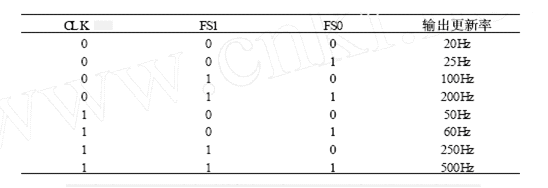 CLK FS1 FS0 输出更新率
0 0 0 20Hz
0 0 1 25Hz
0 1 0 100Hz
0 1 1 200Hz
1 0 0 50Hz
1 0 1 60Hz
1 1 0 250Hz
1 1 1 500Hz